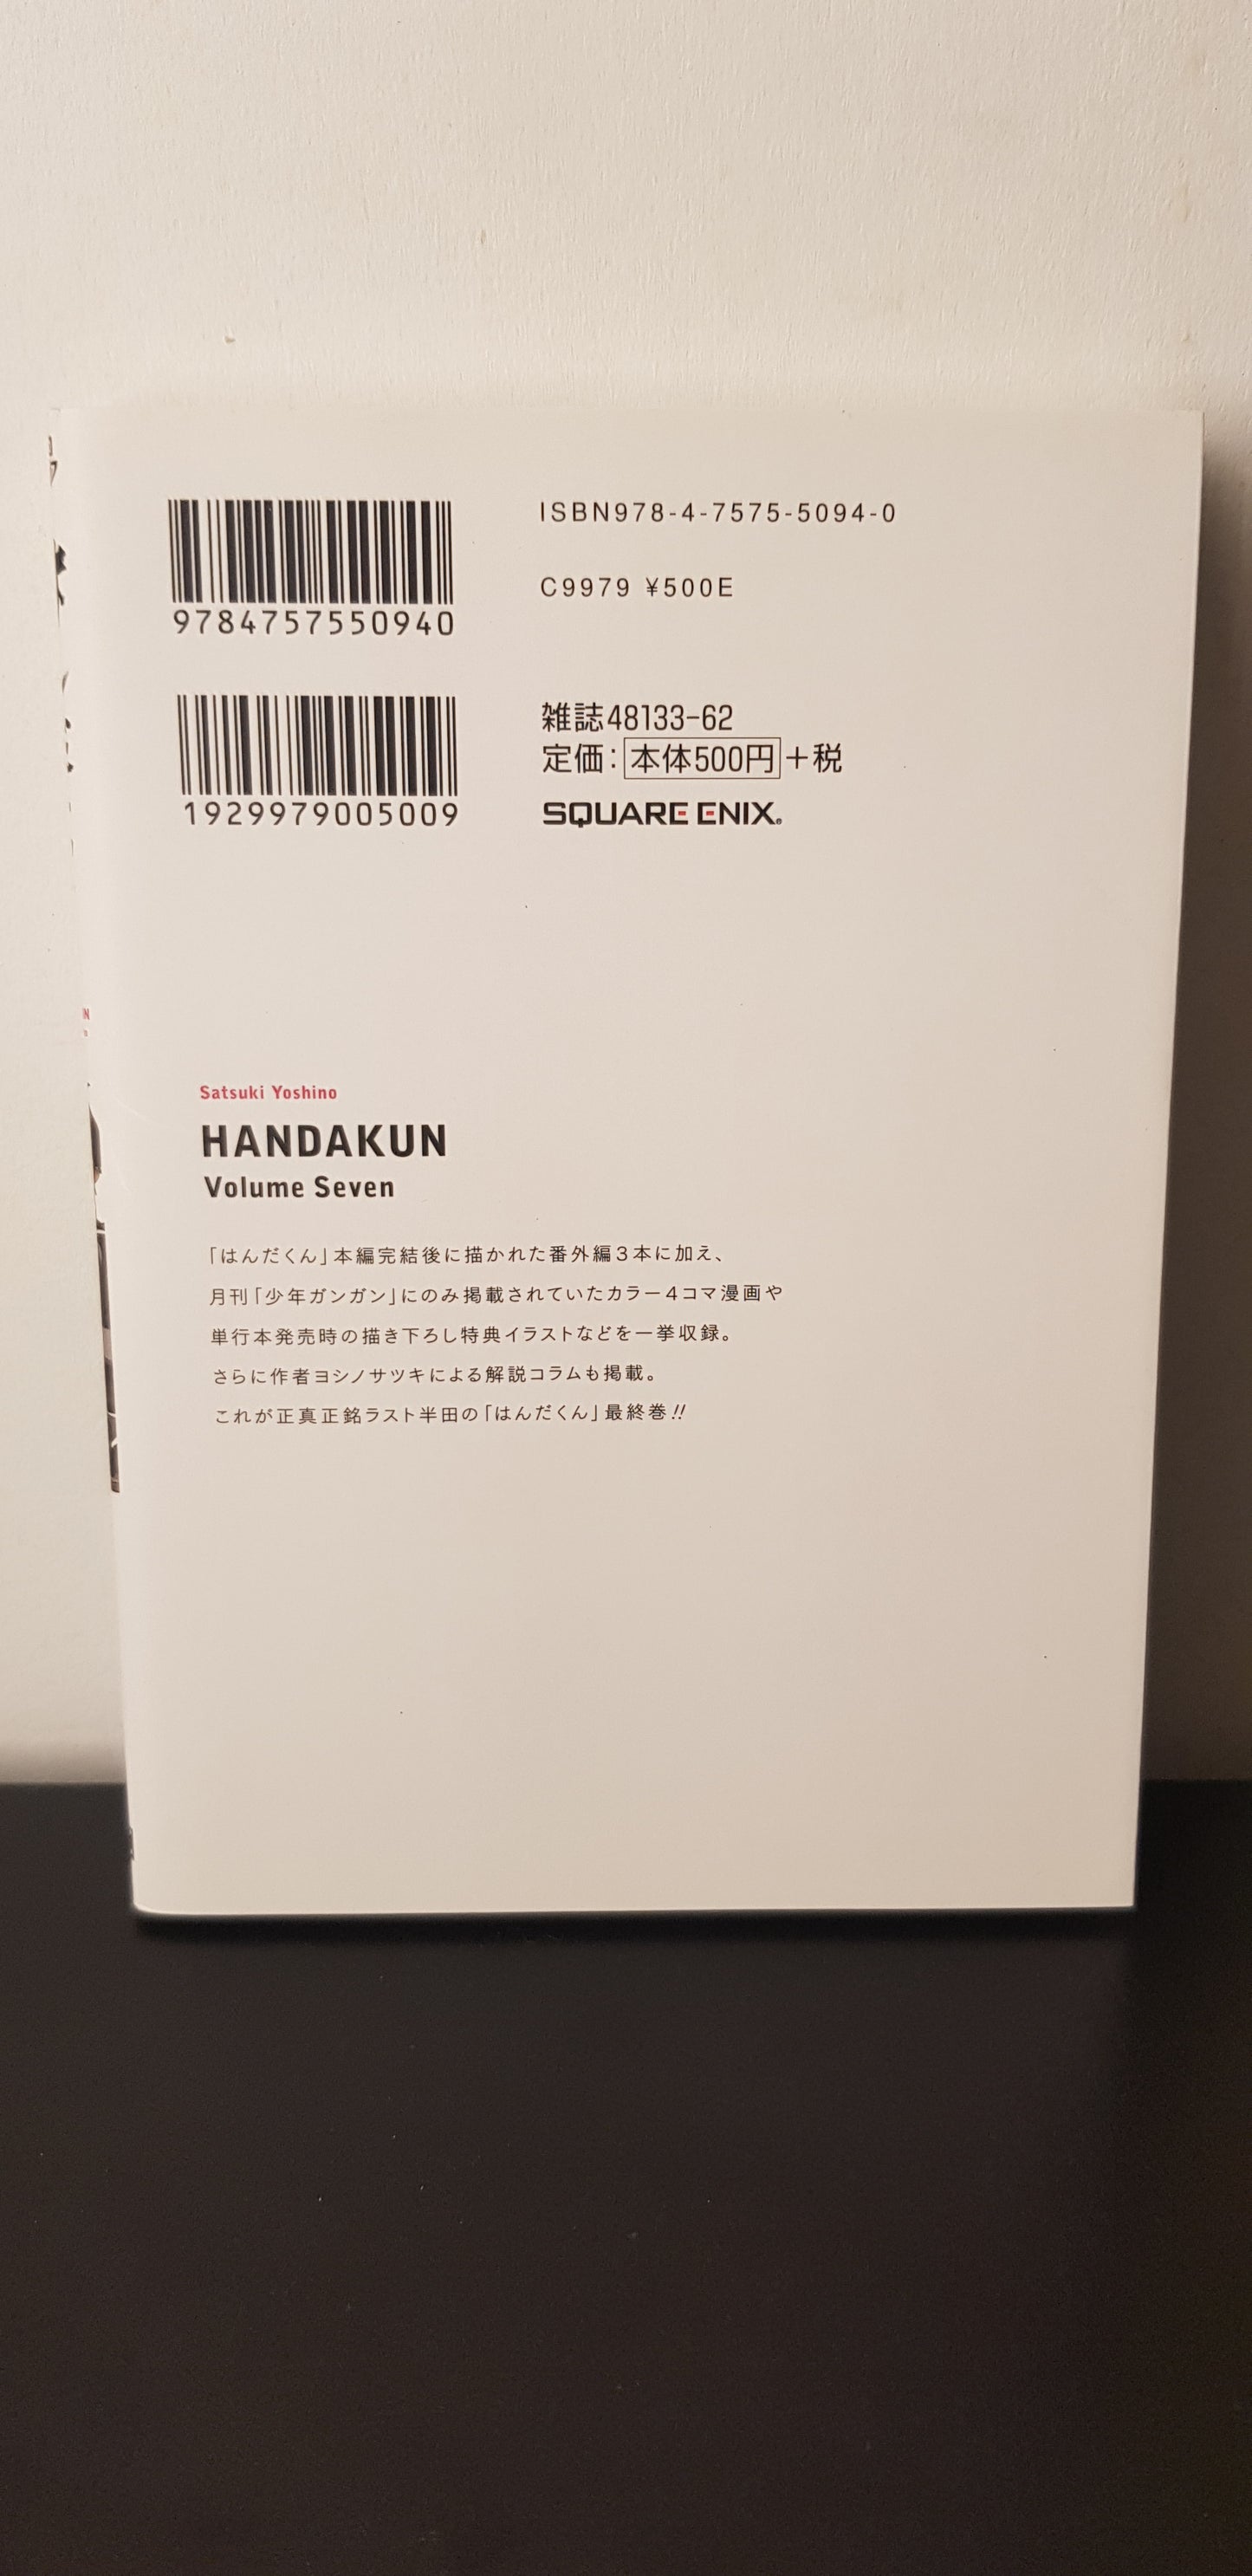 9784757550940
ISBN978-4-7575-5094-0
C9979 ¥500E
1929979005009
雑誌48133-62
定価:本体500円+税
SQUARE ENIX.
Satsuki Yoshino
HANDAKUN
Volume Seven
「はんだくん」本編完結後に描かれた番外編3本に加え、
月刊「少年ガンガン」にのみ掲載されていたカラー4コマ漫画や
単行本発売時の描き下ろし特典イラストなどを一挙収録。
さらに作者ヨシノサツキによる解説コラムも掲載。
これが正真正銘ラスト半田の「はんだくん」最終巻!!